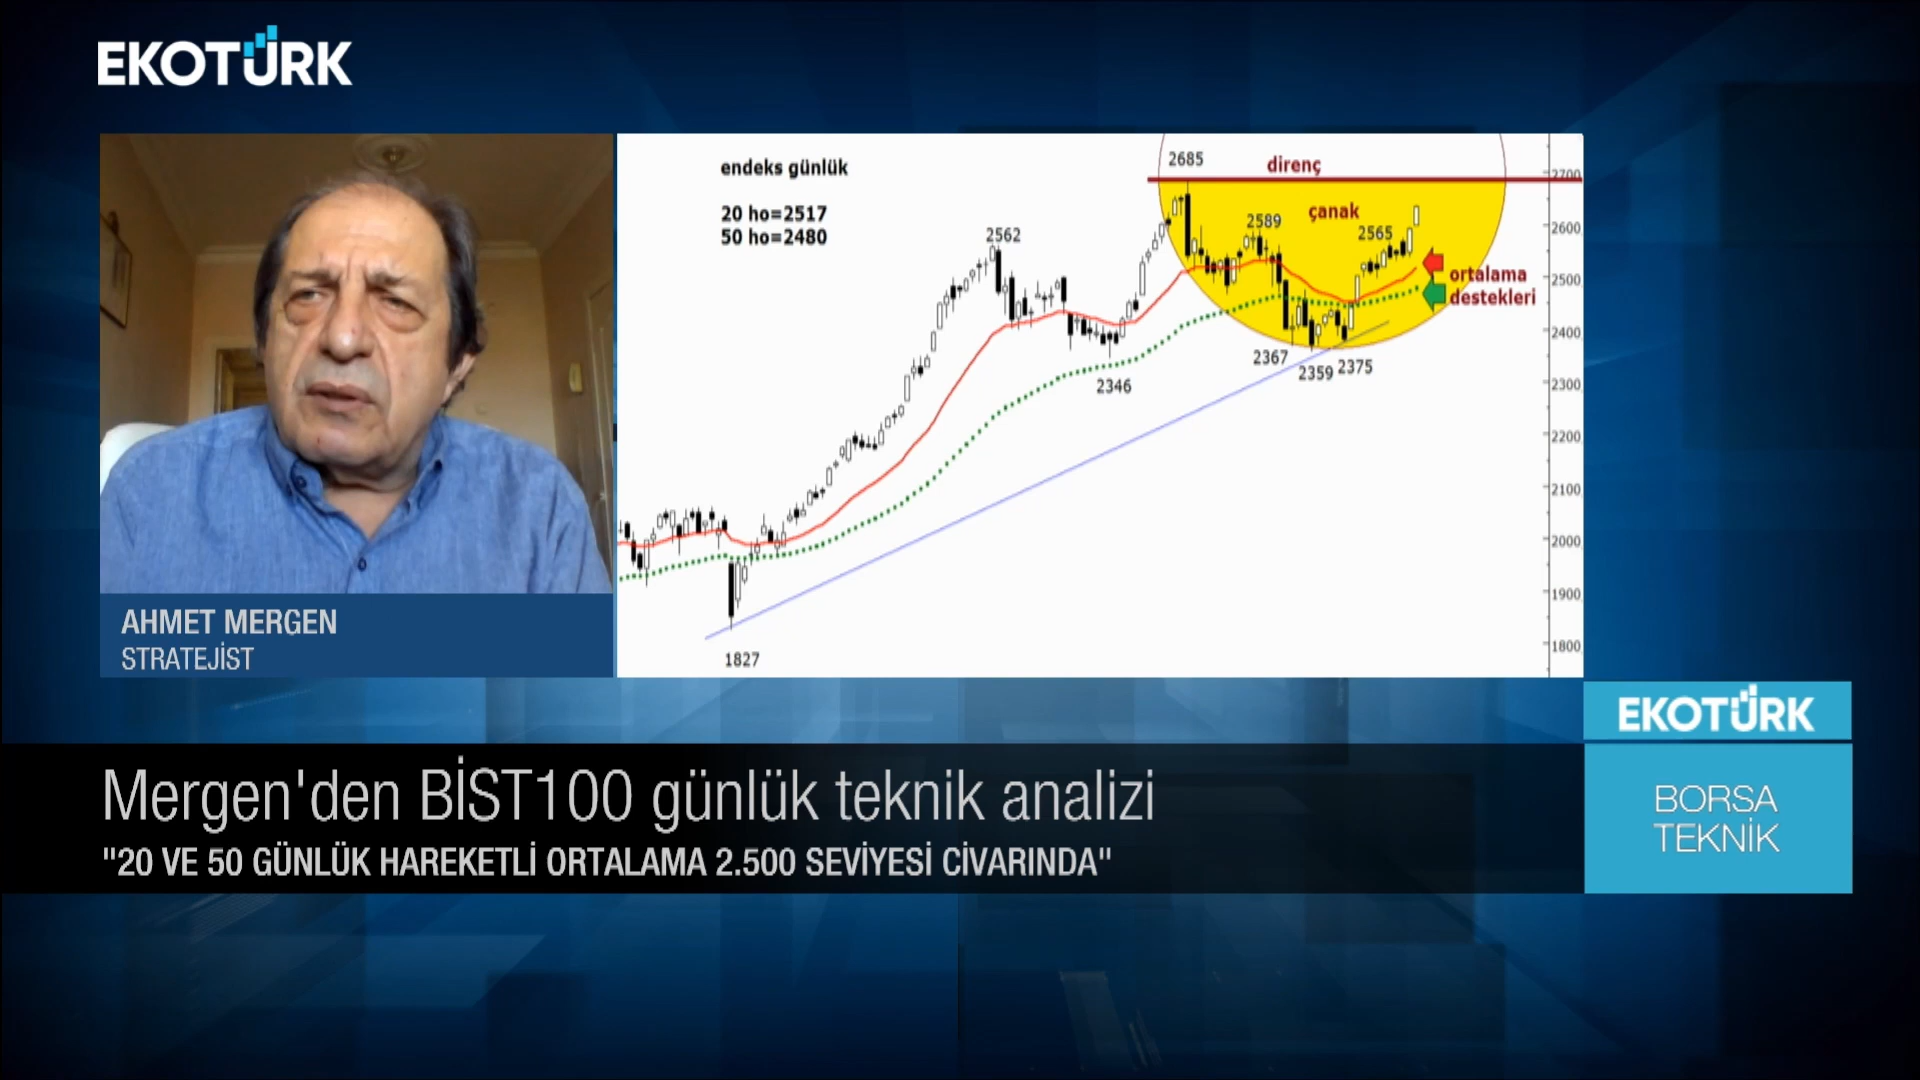 EKOTÜRK
endeks günlük
20 ho=2517
50 ho=2480
2562
2346
1827
2685
direnç
2589
çanak
2565
ortalama
destekleri
2367
2359
2375
2700
2600
2500
2400
2300
2200
2100
2000
1900
1800
AHMET MERGEN
STRATEJİST
EKOTÜRK
Mergen'den BİST100 günlük teknik analizi
"20 VE 50 GÜNLÜK HAREKETLİ ORTALAMA 2.500 SEVİYESİ CİVARINDA"
BORSA
TEKNİK